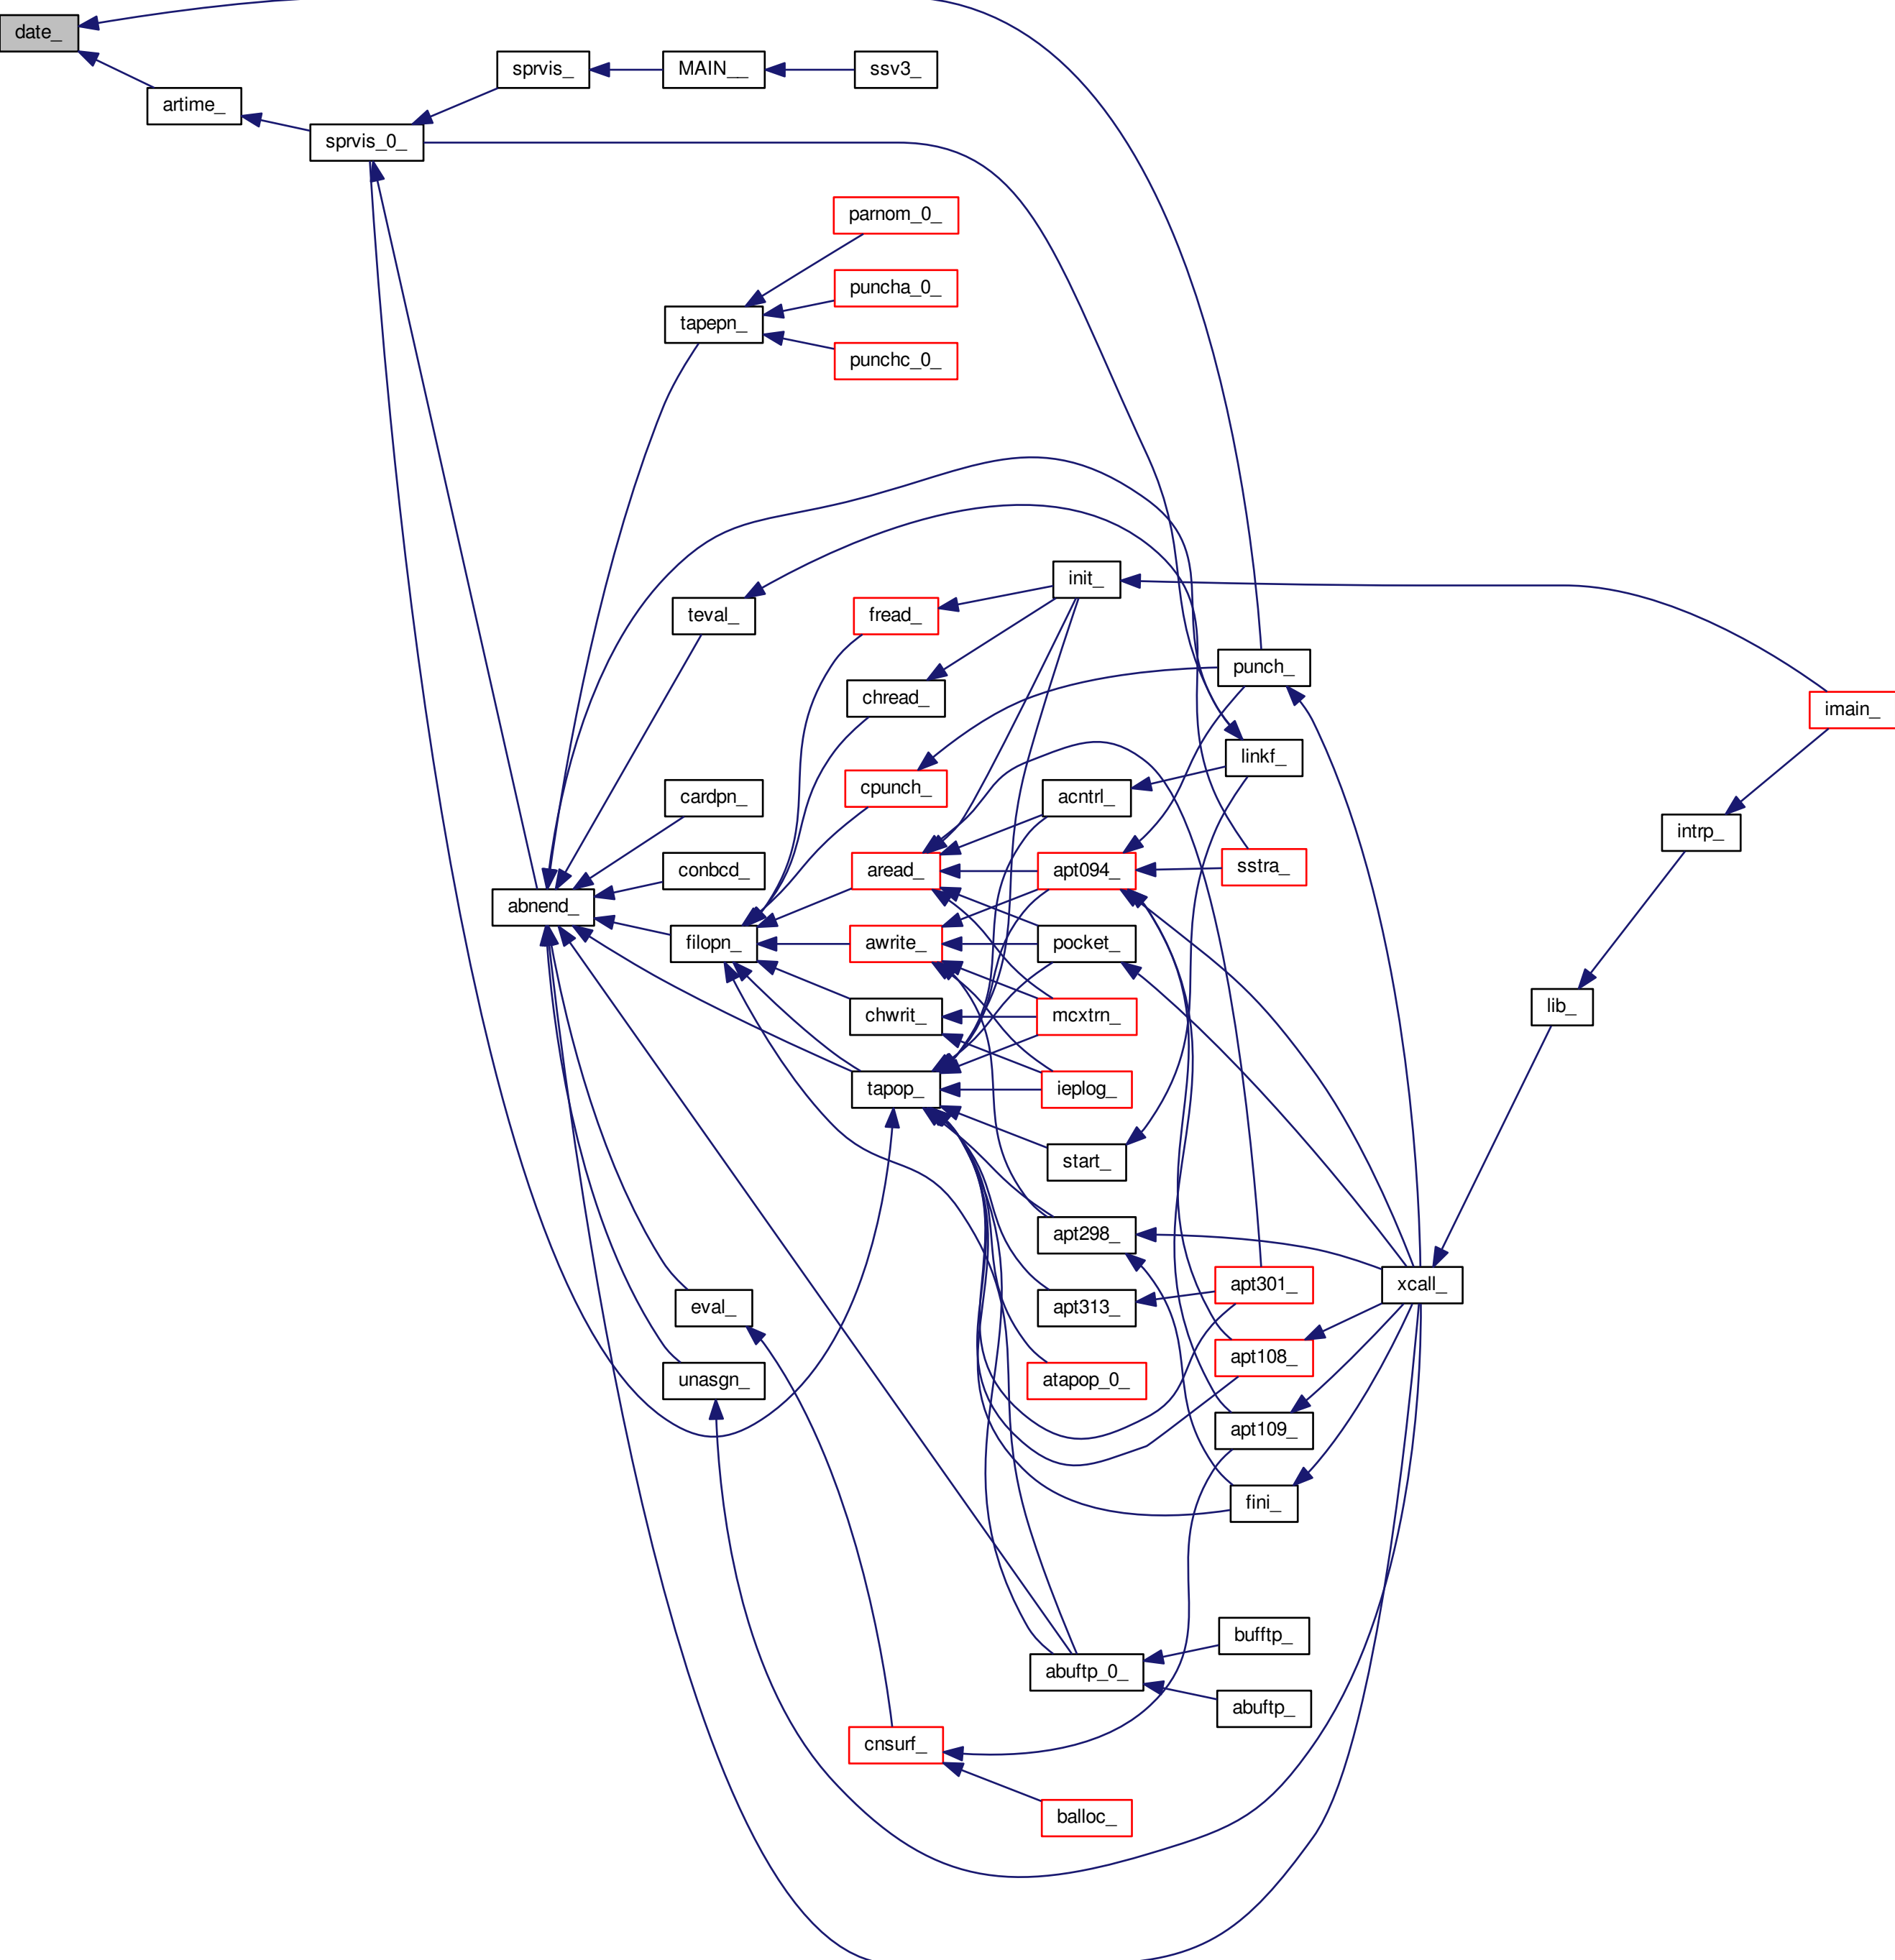 date_
sprvis_
MAIN__
ssv3_
artime_
sprvis_0_
parnom_0_
puncha_0_
tapepn_
punchc_0_
init_
fread_
teval_
punch_
chread_
imain_
linkf_
cpunch_
cardpn_
acntrl_
intrp_
conbcd_
aread_
apt094_
sstra_
abnend_
filopn_
awrite_
pocket_
lib_
chwrit_
mcxtrn_
tapop_
ieplog_
start_
apt298_
xcall_
apt301_
eval_
apt313_
apt108_
unasgn_
atapop_0_
apt109_
fini_
bufftp_
abuftp_0_
abuftp_
cnsurf_
balloc_